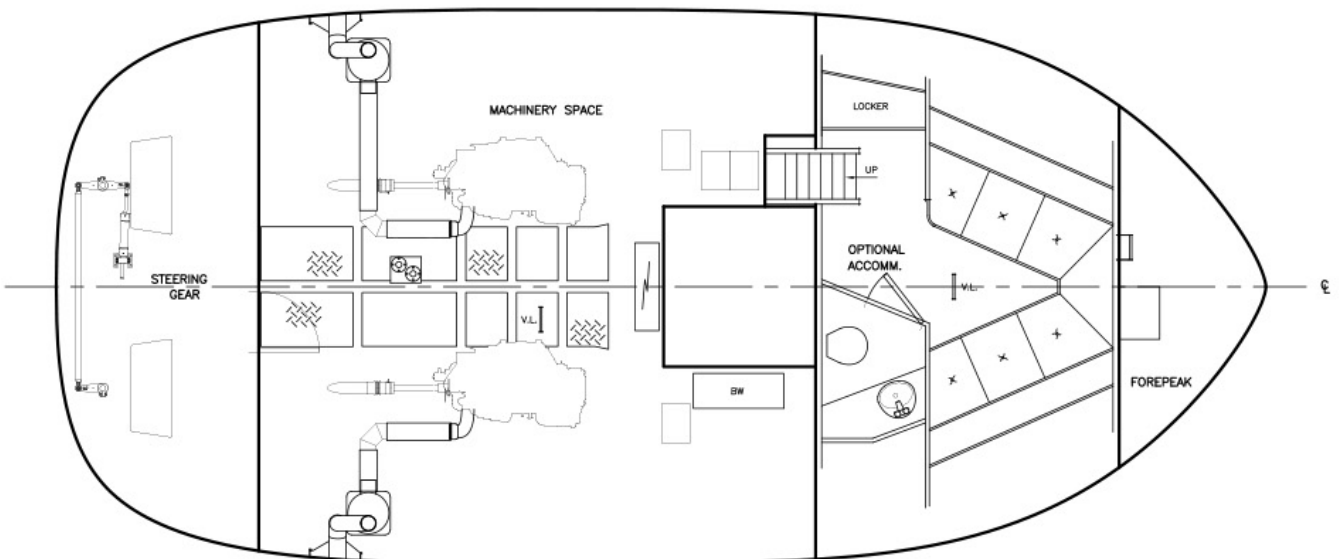 MACHINERY SPACE
LOCKER
UP
OPTIONAL
ACCOMM.
STEERING
GEAR
V.L.
℄
V.L.
FOREPEAK
BW